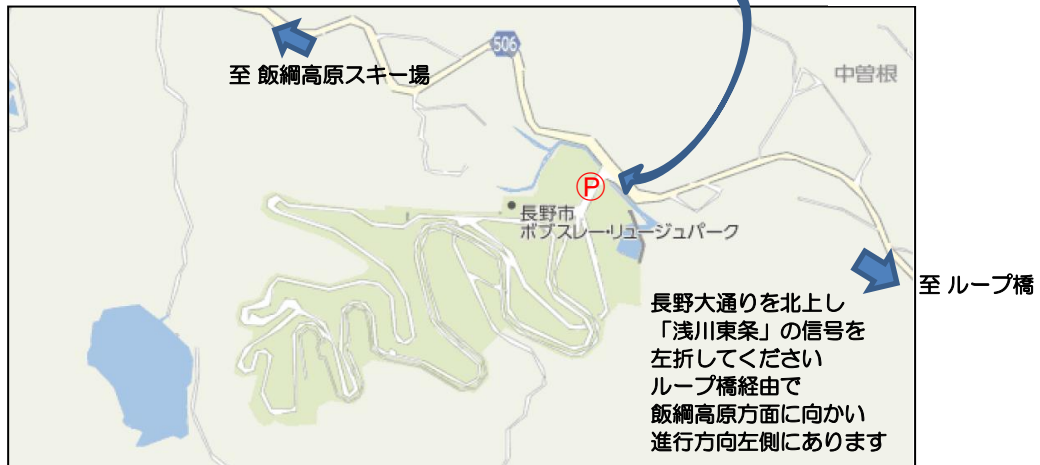 506
中曽根
至 飯綱高原スキー場
Ⓟ
長野市
ボブスレー・リュージュパーク
至 ループ橋
長野大通りを北上し
「浅川東条」の信号を
左折してください
ループ橋経由で
飯綱高原方面に向かい
進行方向左側にあります